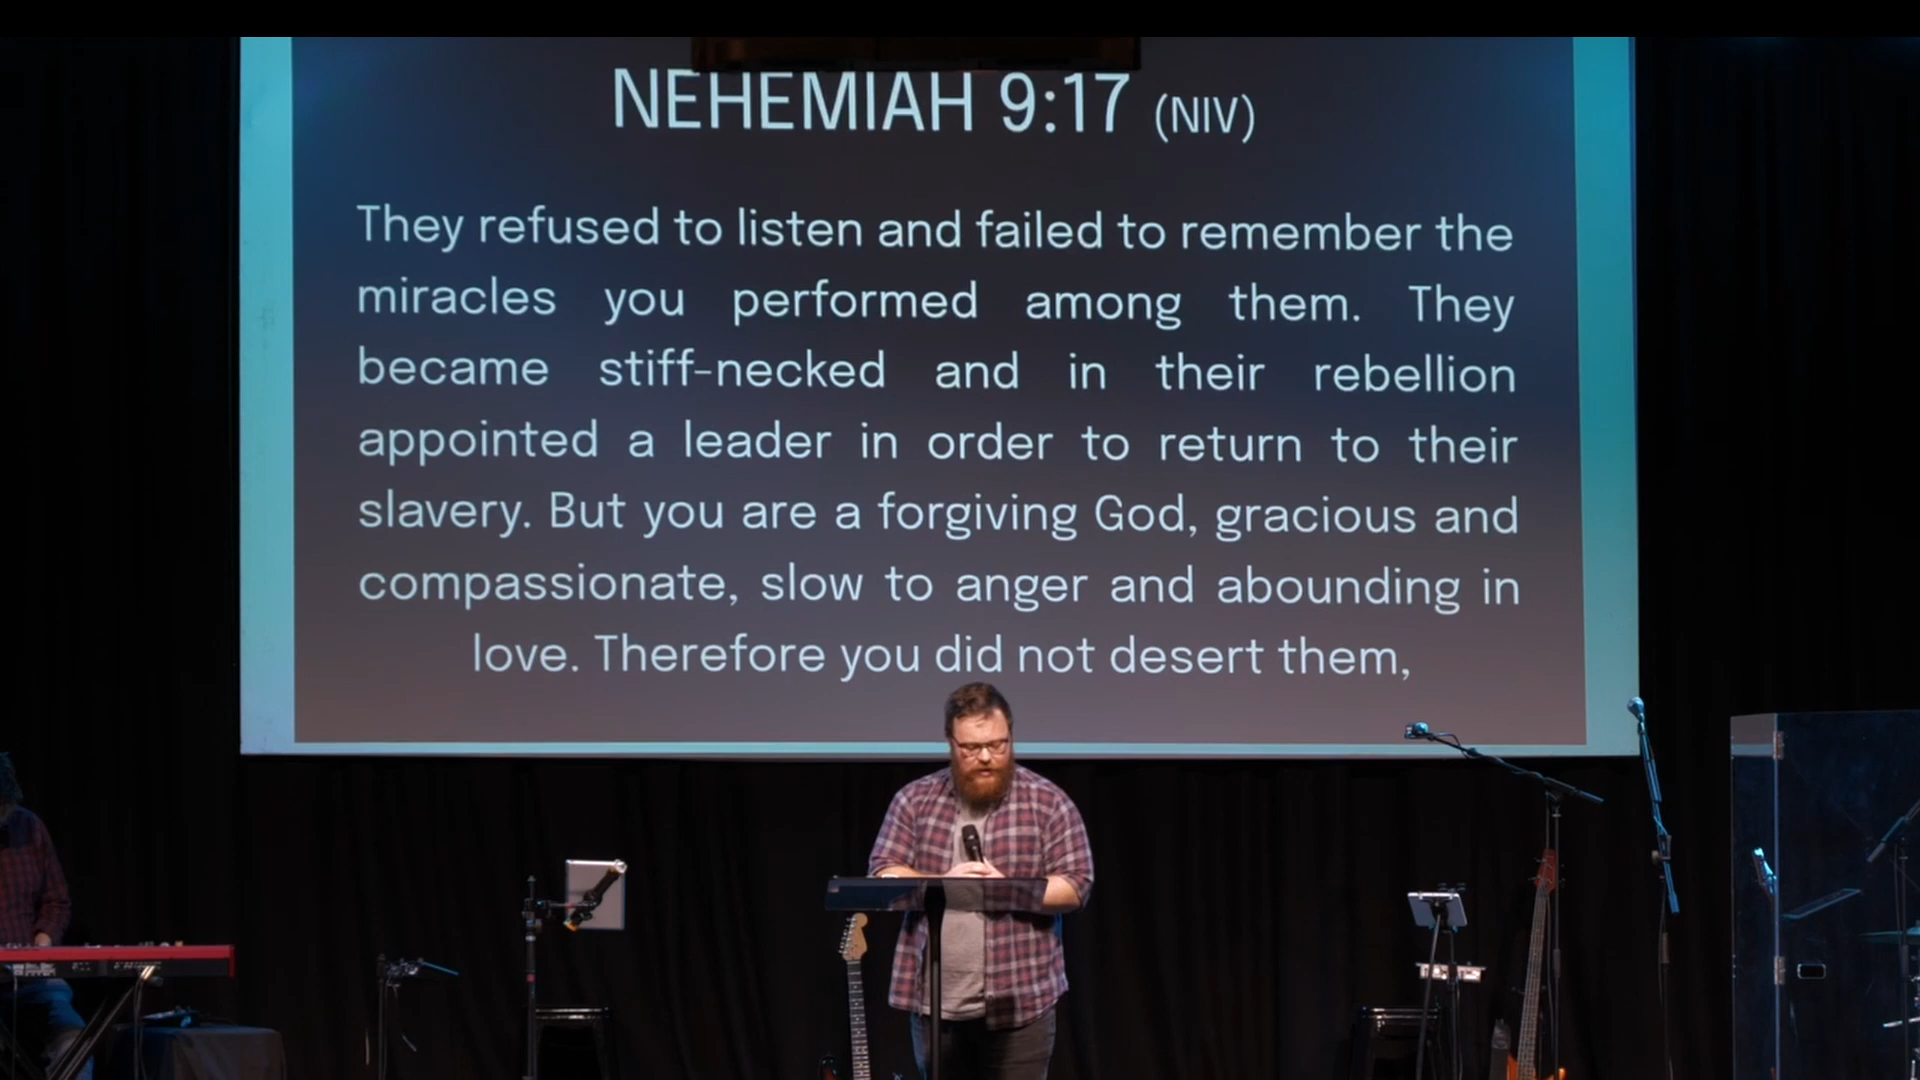 NEHEMIAH 9:17 (NIV)
They refused to listen and failed to remember the
miracles you performed among them. They
became stiff-necked and in their rebellion
appointed a leader in order to return to their
slavery. But you are a forgiving God, gracious and
compassionate, slow to anger and abounding in
love. Therefore you did not desert them,